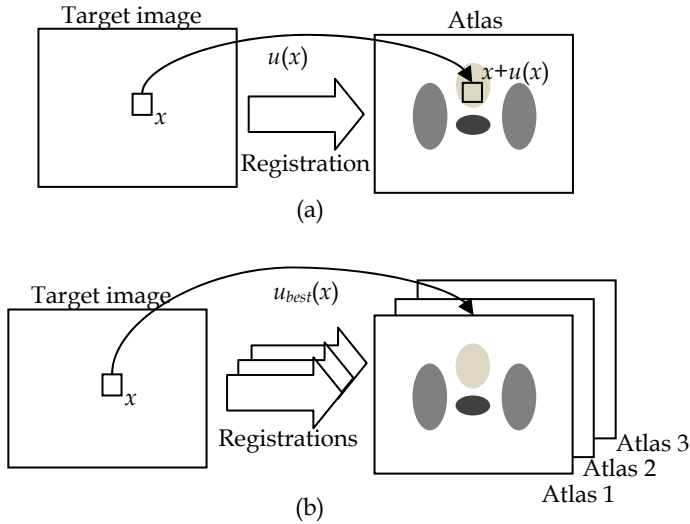 Target image
Atlas
u(x)
x+u(x)
x
Registration
(a)
Target image
u_best(x)
x
Registrations
Atlas 3
Atlas 2
Atlas 1
(b)